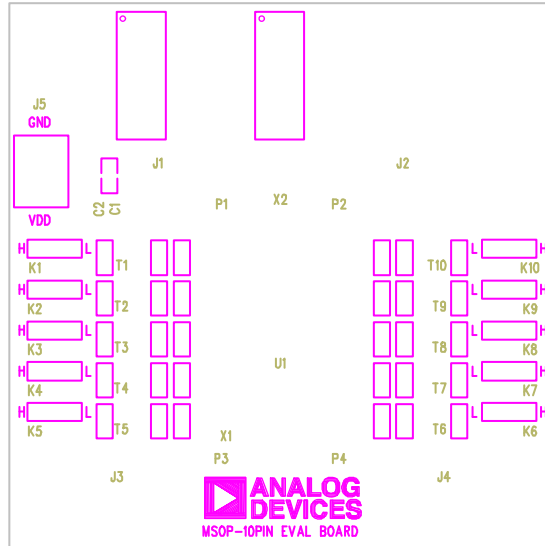 J5
GND
J1
J2
VDD
C2
C1
P1
X2
P2
H L
K1
T1
T10
H
K10
H L
K2
T2
T9
L H
K9
H L
K3
T3
T8
L H
K8
H L
K4
T4
U1
T7
L H
K7
H L
K5
T5
X1
T6
L H
K6
P3
P4
J3
J4
ANALOG
DEVICES
MSOP-10PIN EVAL BOARD